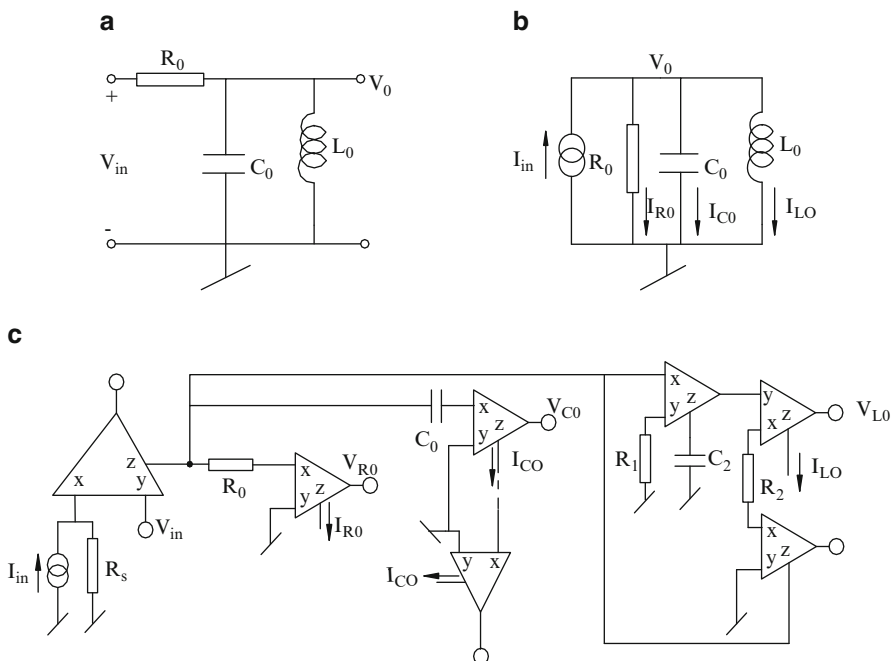 a
R0
V0
+
Vin
C0
L0
-
b
V0
Iin
R0
C0
L0
IR0
IC0
ILO
c
x
z
y
Vin
Iin
Rs
R0
x
y
z
VR0
IR0
C0
x
y
z
VC0
ICO
y
x
ICO
x
y
z
R1
C2
y
x
z
VL0
ILO
R2
x
y
z